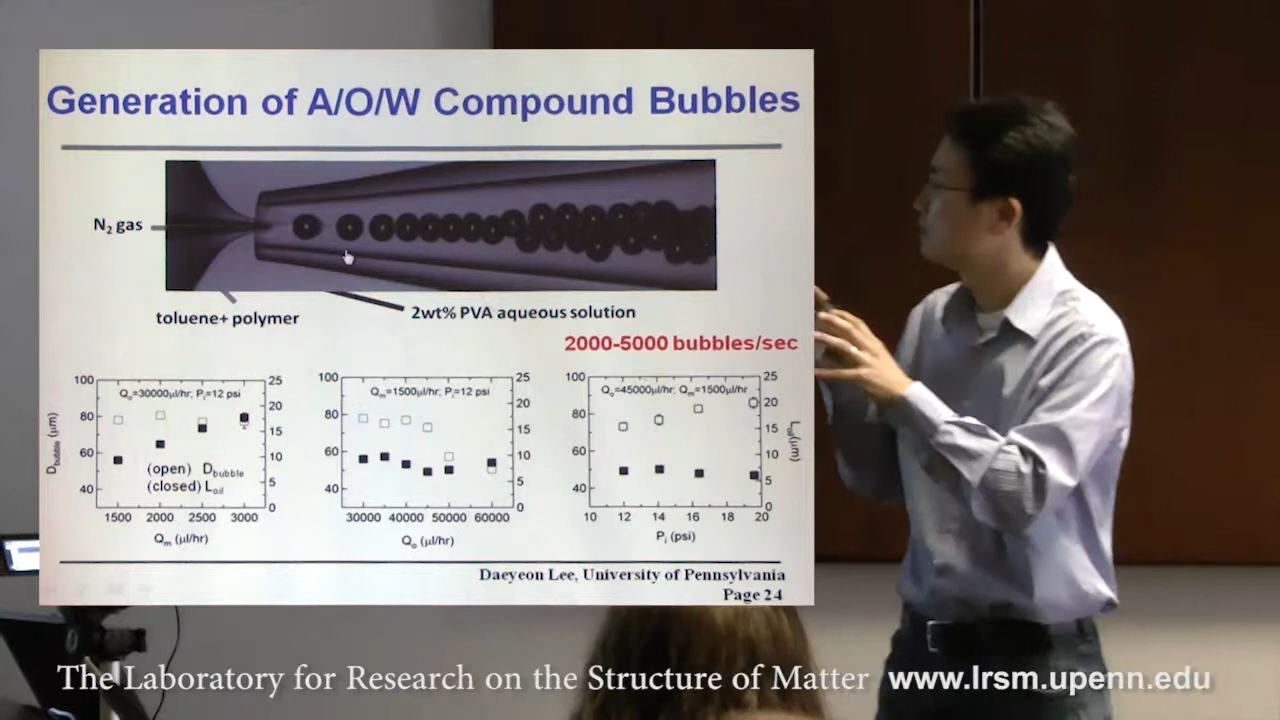 Generation of A/O/W Compound Bubbles
N2 gas
toluene+ polymer
2wt% PVA aqueous solution
2000-5000 bubbles/sec
100
80
60
40
Dbubble (μm)
Qo=30000μl/hr; Pi=12 psi
(open) Dbubble
(closed) Loil
25
20
15
10
5
0
1500 2000 2500 3000
Qm (μl/hr)
100
80
60
40
Qm=1500μl/hr; Pi=12 psi
25
20
15
10
5
0
30000 40000 50000 60000
Qo (μl/hr)
100
80
60
40
Qo=45000μl/hr; Qm=1500μl/hr
25
20
15
10
5
0
Loil(μm)
10 12 14 16 18 20
Pi (psi)
Daeyeon Lee, University of Pennsylvania
Page 24
The Laboratory for Research on the Structure of Matter www.lrsm.upenn.edu